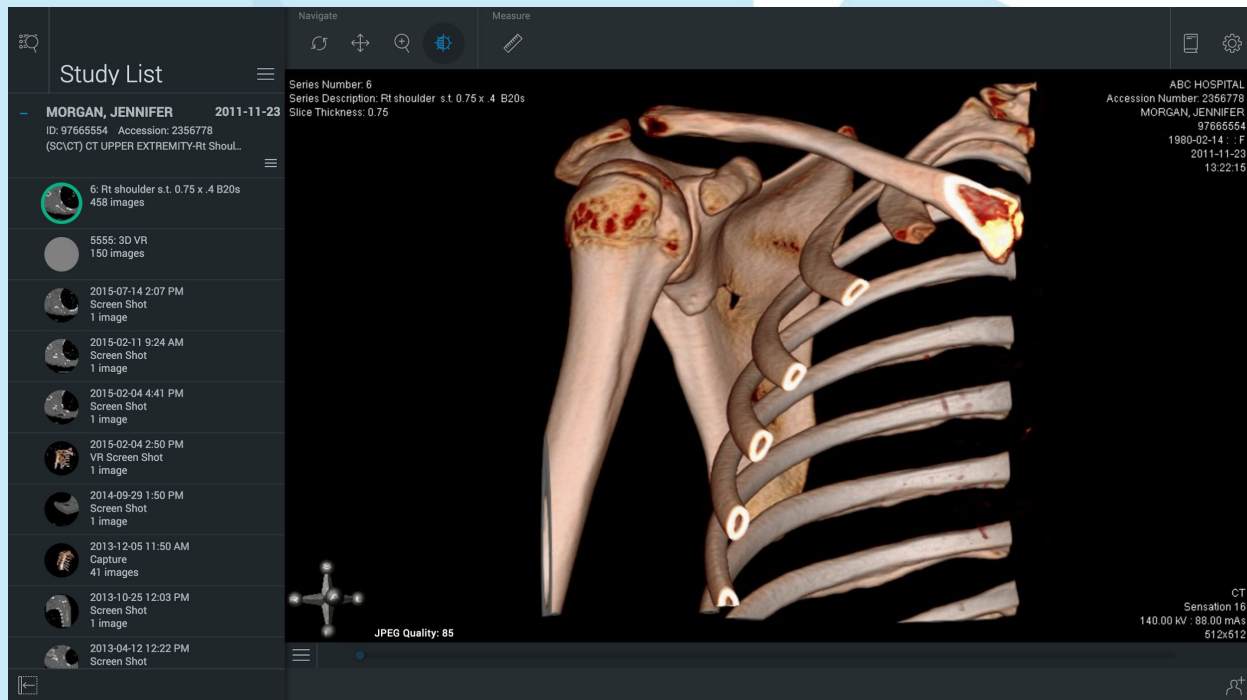 Navigate
Measure
Study List
MORGAN, JENNIFER 2011-11-23
ID: 97665554 Accession: 2356778
(SC\CT) CT UPPER EXTREMITY-Rt Shoul...
6: Rt shoulder s.t. 0.75 x .4 B20s
458 images
5555: 3D VR
150 images
2015-07-14 2:07 PM
Screen Shot
1 image
2015-02-11 9:24 AM
Screen Shot
1 image
2015-02-04 4:41 PM
Screen Shot
1 image
2015-02-04 2:50 PM
VR Screen Shot
1 image
2014-09-29 1:50 PM
Screen Shot
1 image
2013-12-05 11:50 AM
Capture
41 images
2013-10-25 12:03 PM
Screen Shot
1 image
2013-04-12 12:22 PM
Screen Shot
Series Number: 6
Series Description: Rt shoulder s.t. 0.75 x .4 B20s
Slice Thickness: 0.75
ABC HOSPITAL
Accession Number: 2356778
MORGAN, JENNIFER
97665554
1980-02-14 : : F
2011-11-23
13:22:15
JPEG Quality: 85
CT
Sensation 16
140.00 kV : 88.00 mAs
512x512